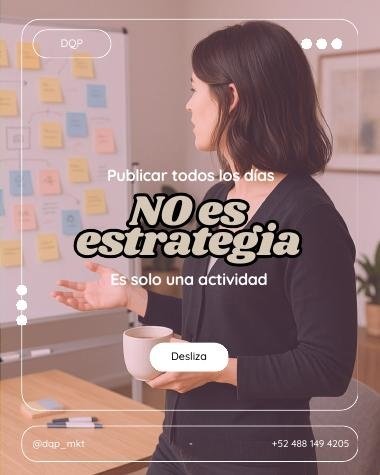 DQP
Publicar todos los días
NO es
estrategia
Es solo una actividad
Desliza
@dqp_mkt
-
+52 488 149 4205